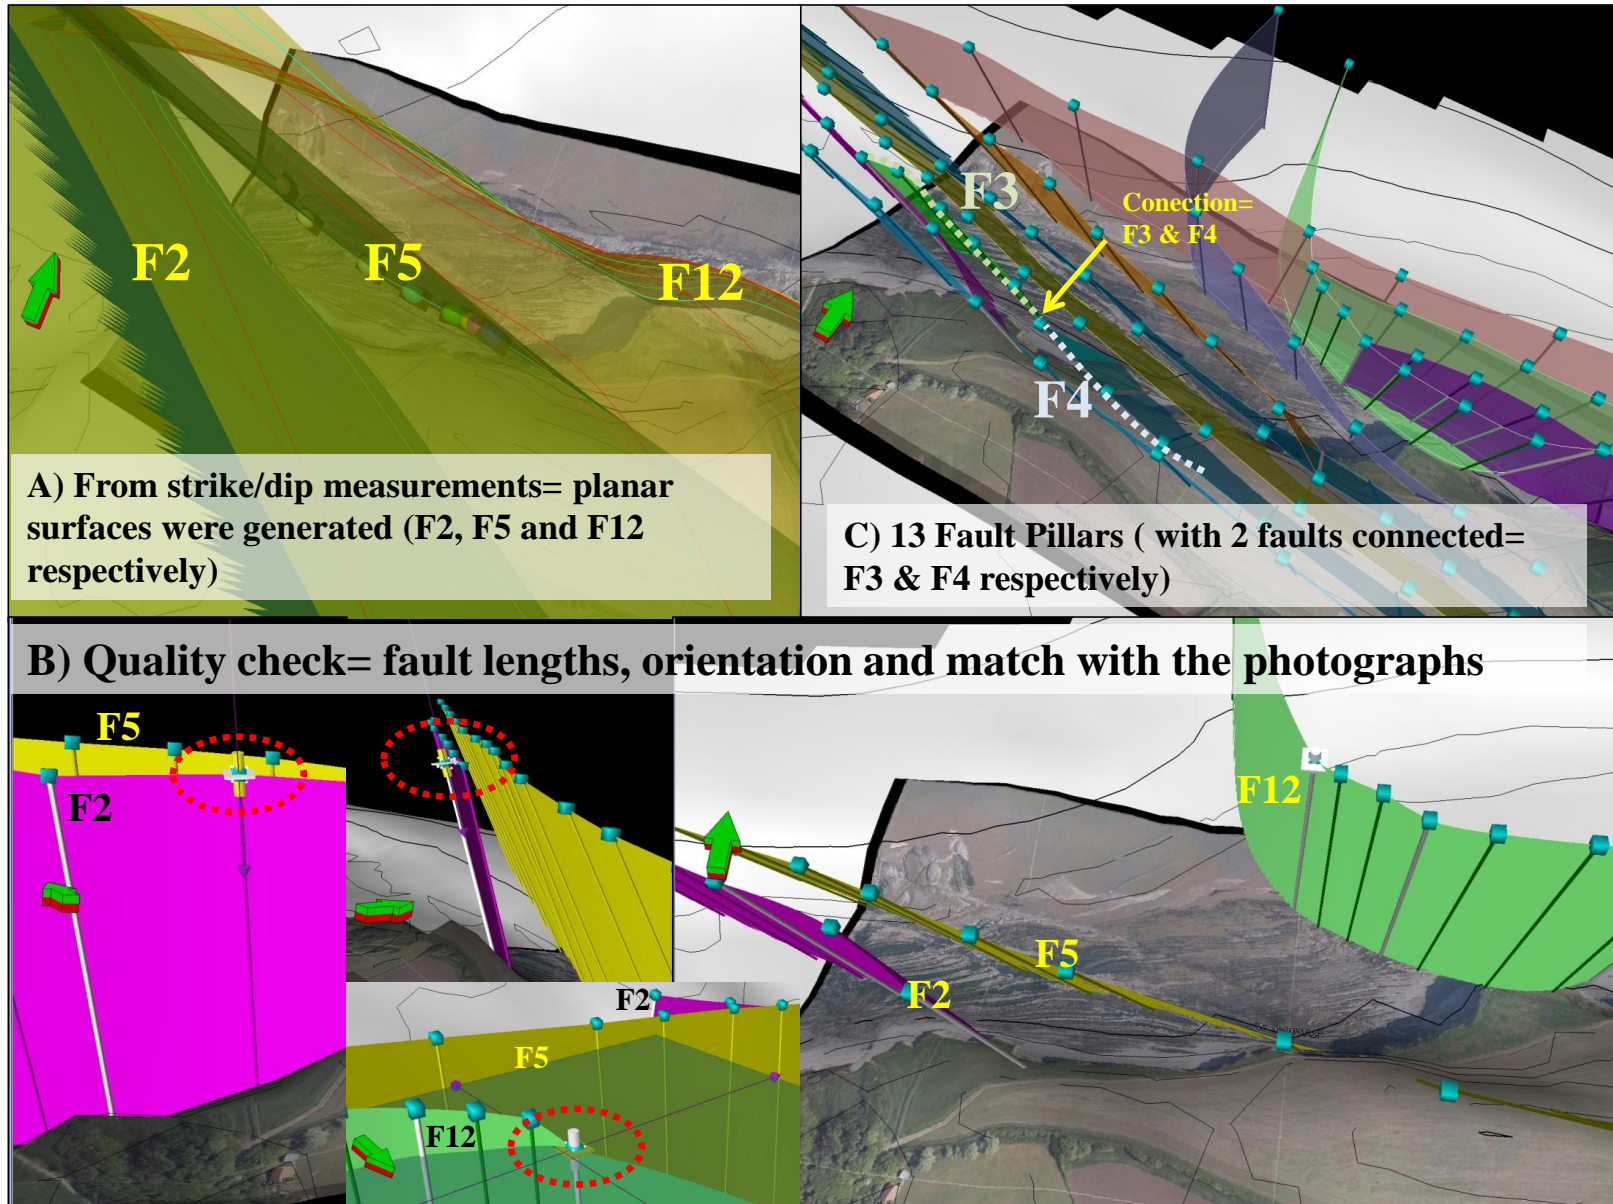 F2
F5
F12
A) From strike/dip measurements= planar
surfaces were generated (F2, F5 and F12
respectively)
F3
Conection=
F3 & F4
F4
C) 13 Fault Pillars ( with 2 faults connected=
F3 & F4 respectively)
B) Quality check= fault lengths, orientation and match with the photographs
F5
F2
F2
F5
F12
F12
F5
F2